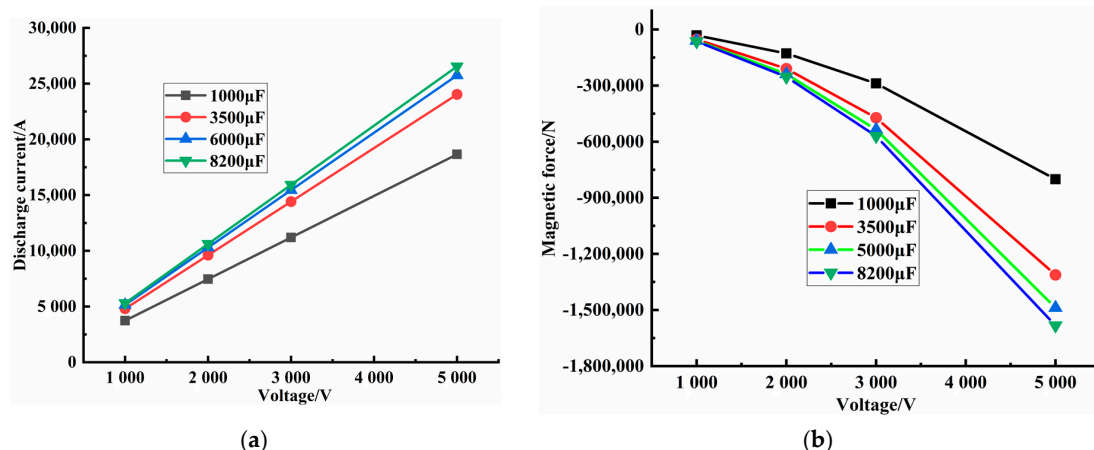 30,000
25,000
20,000
15,000
10,000
5 000
0
Discharge current/A
1000µF
3500µF
6000µF
8200µF
1 000 2 000 3 000 4 000 5 000
Voltage/V
(a)
0
-300,000
-600,000
-900,000
-1,200,000
-1,500,000
-1,800,000
Magnetic force/N
1000µF
3500µF
5000µF
8200µF
1 000 2 000 3 000 4 000 5 000
Voltage/V
(b)